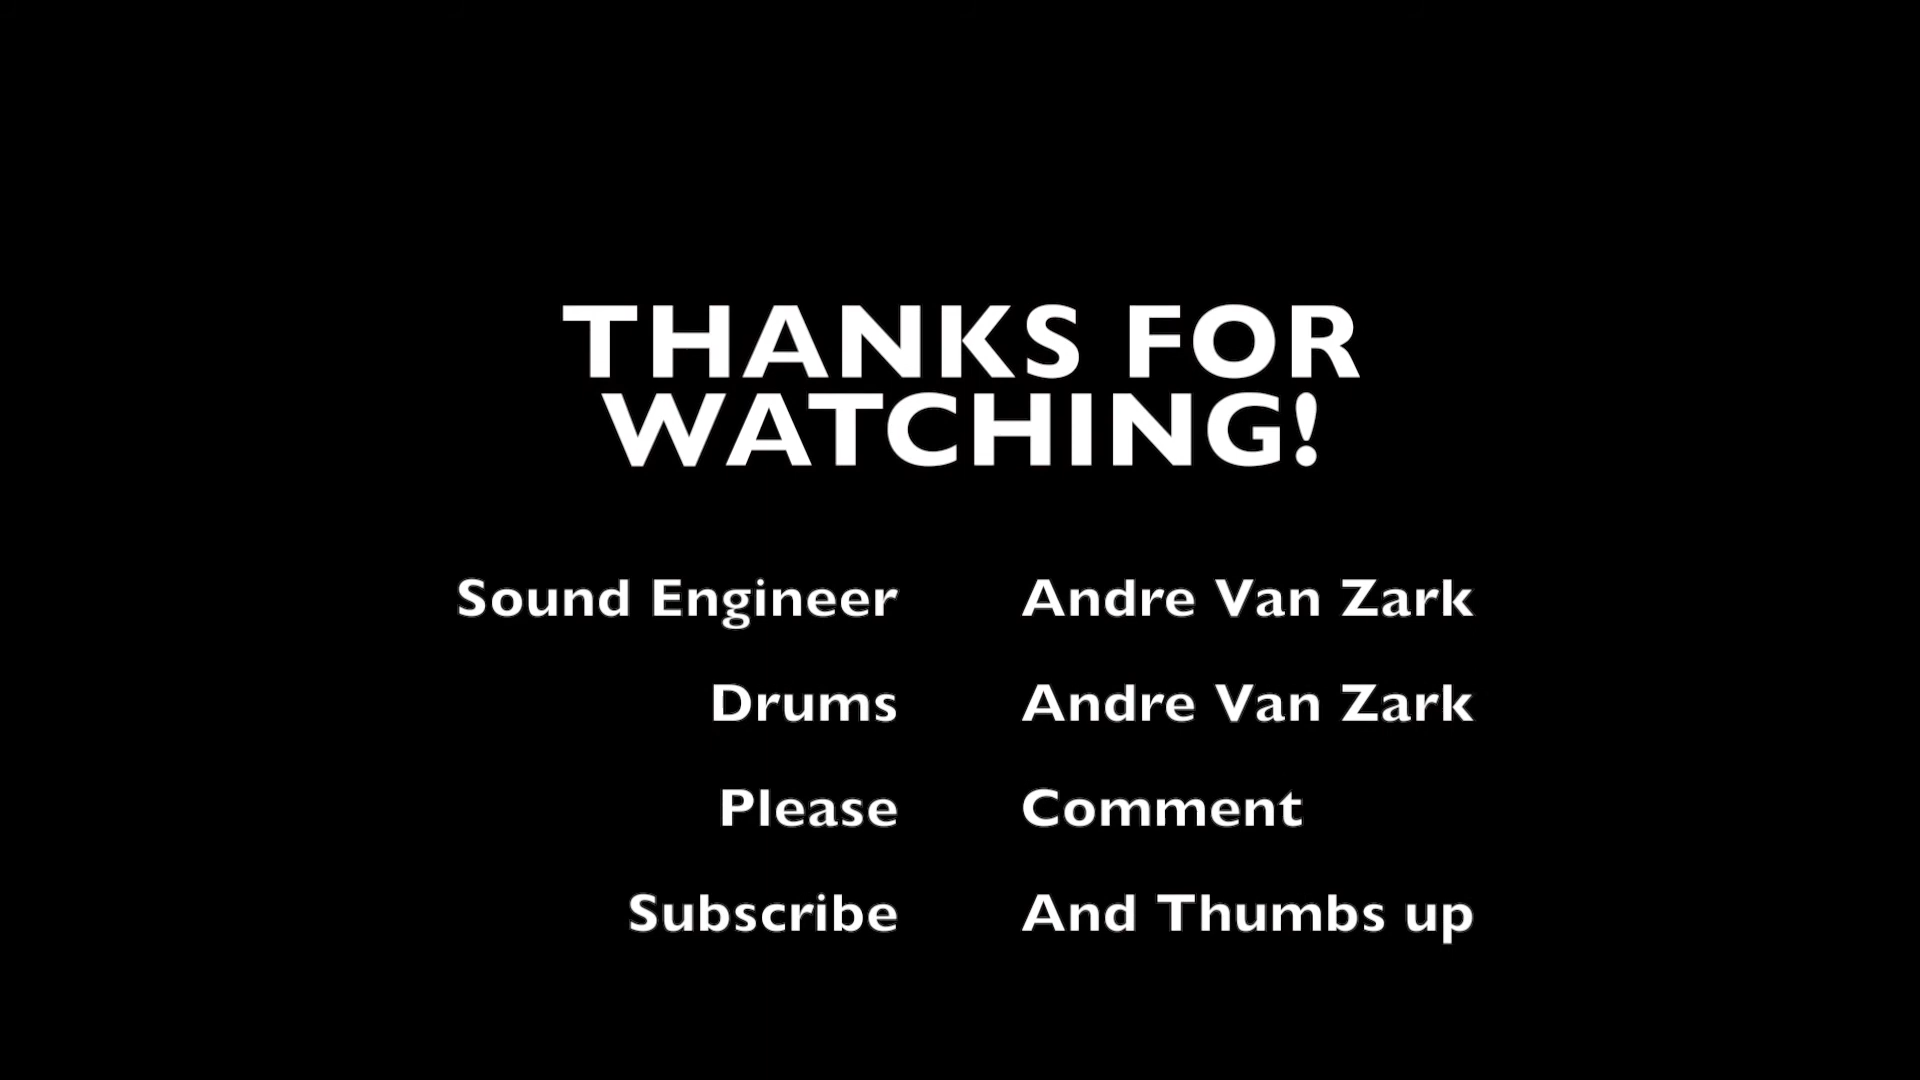 THANKS FOR
WATCHING!
Sound Engineer Andre Van Zark
Drums Andre Van Zark
Please Comment
Subscribe And Thumbs up